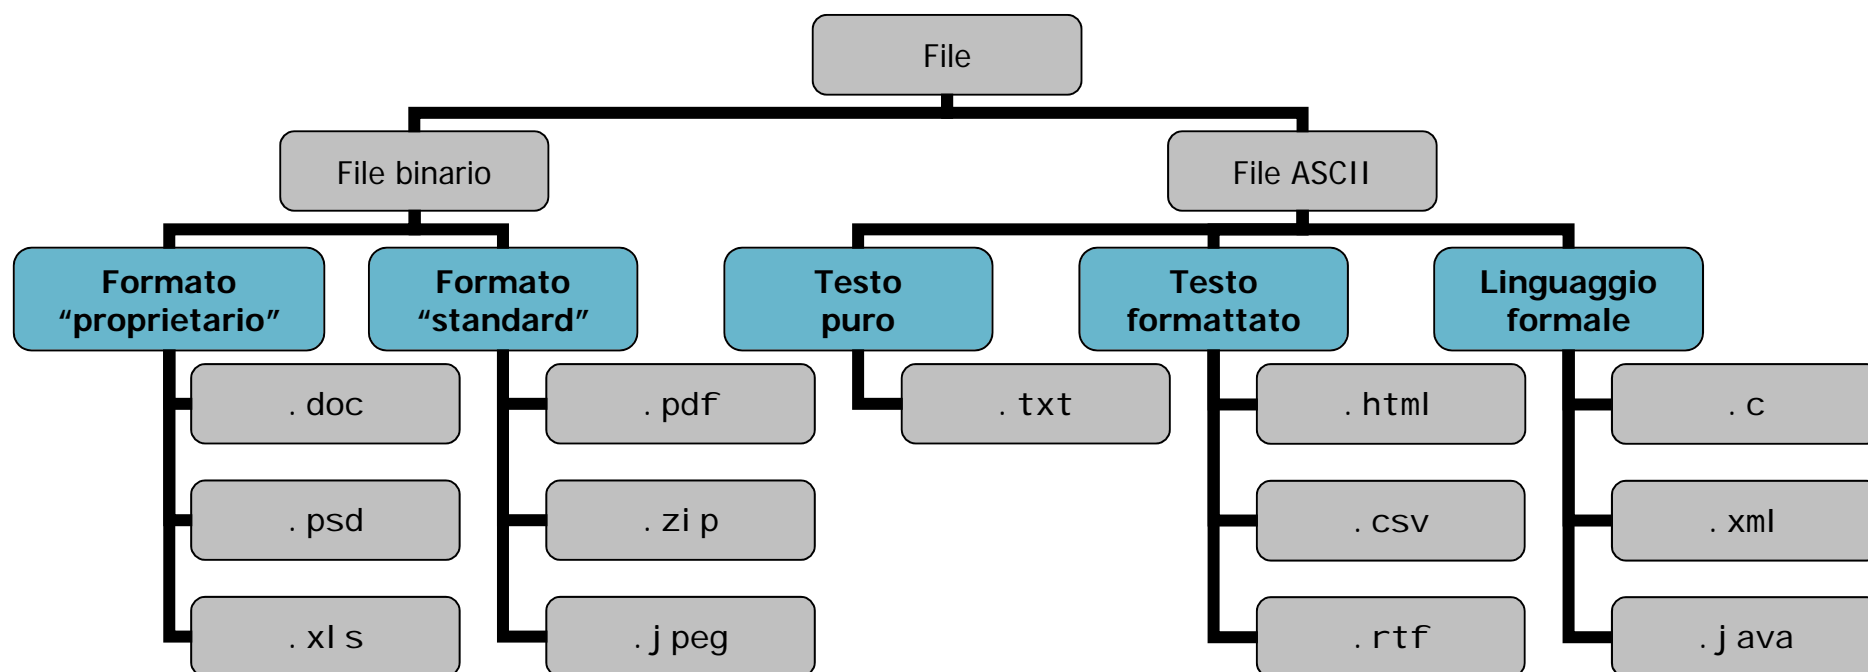 File
File binario
File ASCII
Formato
“proprietario”
Formato
“standard”
Testo
puro
Testo
formattato
Linguaggio
formale
.doc
.pdf
.txt
.html
.c
.psd
.zip
.csv
.xml
.xls
.jpeg
.rtf
.java